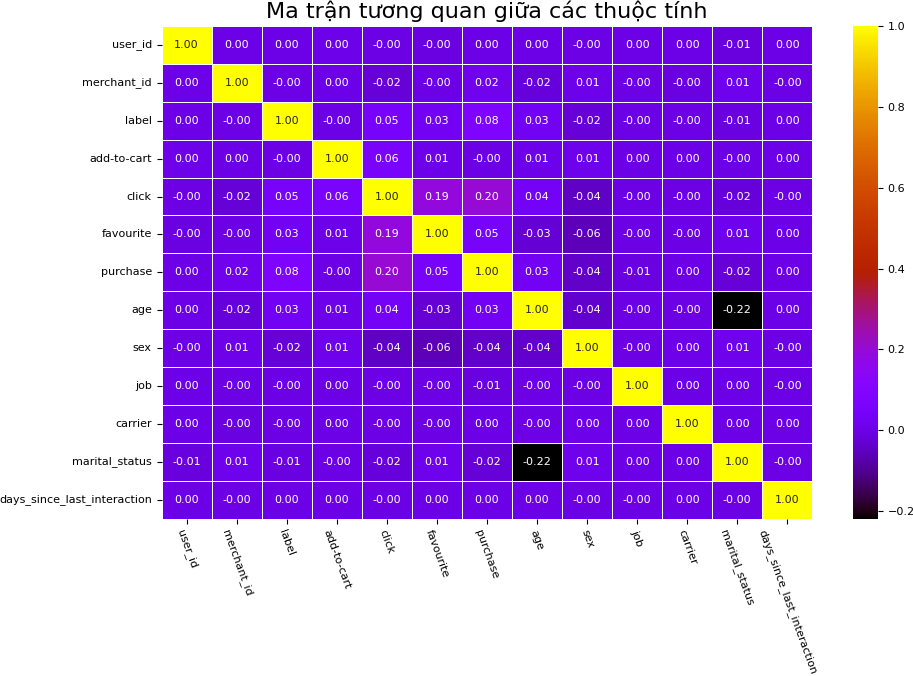 Ma trận tương quan giữa các thuộc tính
user_id 1.00 0.00 0.00 0.00 -0.00 -0.00 0.00 0.00 -0.00 0.00 0.00 -0.01 0.00
merchant_id 0.00 1.00 -0.00 0.00 -0.02 -0.00 0.02 -0.02 0.01 -0.00 -0.00 0.01 -0.00
label 0.00 -0.00 1.00 -0.00 0.05 0.03 0.08 0.03 -0.02 -0.00 -0.00 -0.01 0.00
add-to-cart 0.00 0.00 -0.00 1.00 0.06 0.01 -0.00 0.01 0.01 -0.00 0.00 -0.00 0.00
click -0.00 -0.02 0.05 0.06 1.00 0.19 0.20 0.04 -0.04 -0.00 -0.00 -0.02 -0.00
favourite -0.00 -0.00 0.03 0.01 0.19 1.00 0.05 -0.03 -0.06 -0.00 -0.00 0.01 0.00
purchase 0.00 0.02 0.08 -0.00 0.20 0.05 1.00 0.03 -0.04 -0.01 0.00 -0.02 0.00
age 0.00 -0.02 0.03 0.01 0.04 -0.03 0.03 1.00 -0.04 -0.00 -0.00 -0.22 0.00
sex -0.00 0.01 -0.02 0.01 -0.04 -0.06 -0.04 -0.04 1.00 -0.00 0.00 0.01 -0.00
job 0.00 -0.00 -0.00 -0.00 -0.00 -0.00 -0.01 -0.00 -0.00 1.00 0.00 0.00 -0.00
carrier 0.00 -0.00 -0.00 0.00 -0.00 -0.00 0.00 -0.00 0.00 0.00 1.00 0.00 0.00
marital_status -0.01 0.01 -0.01 -0.00 -0.02 0.01 -0.02 -0.22 0.01 0.00 0.00 1.00 -0.00
days_since_last_interaction 0.00 -0.00 0.00 0.00 -0.00 0.00 0.00 0.00 -0.00 -0.00 0.00 -0.00 1.00
user_id merchant_id label add-to-cart click favourite purchase age sex job carrier marital_status days_since_last_interaction
1.0
0.8
0.6
0.4
0.2
0.0
−0.2